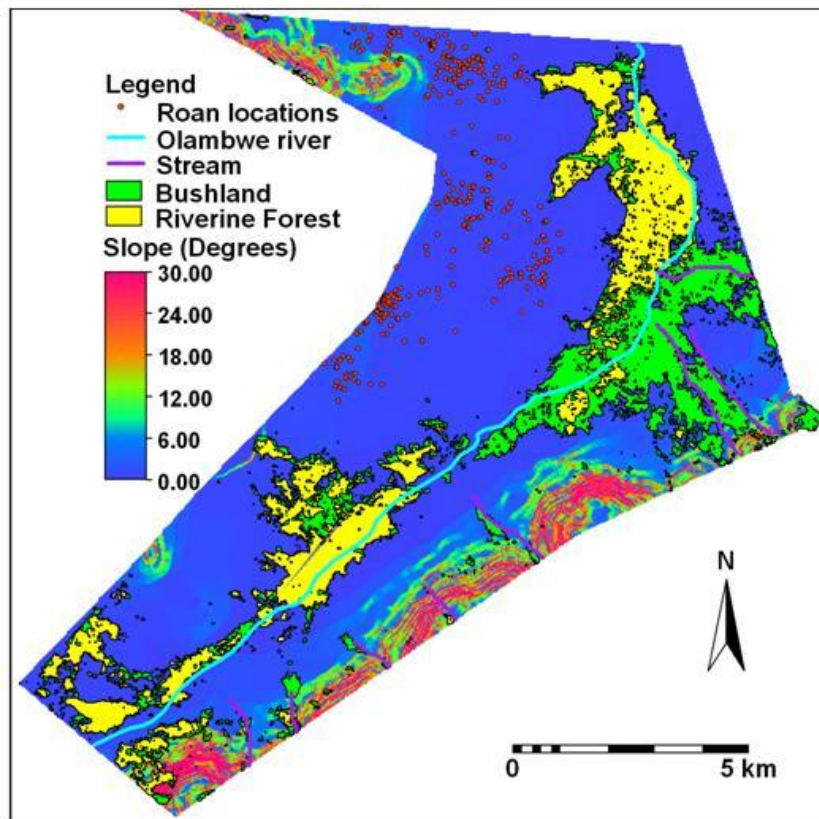 Legend
Roan locations
Olambwe river
Stream
Bushland
Riverine Forest
Slope (Degrees)
30.00
24.00
18.00
12.00
6.00
0.00
N
0 5 km